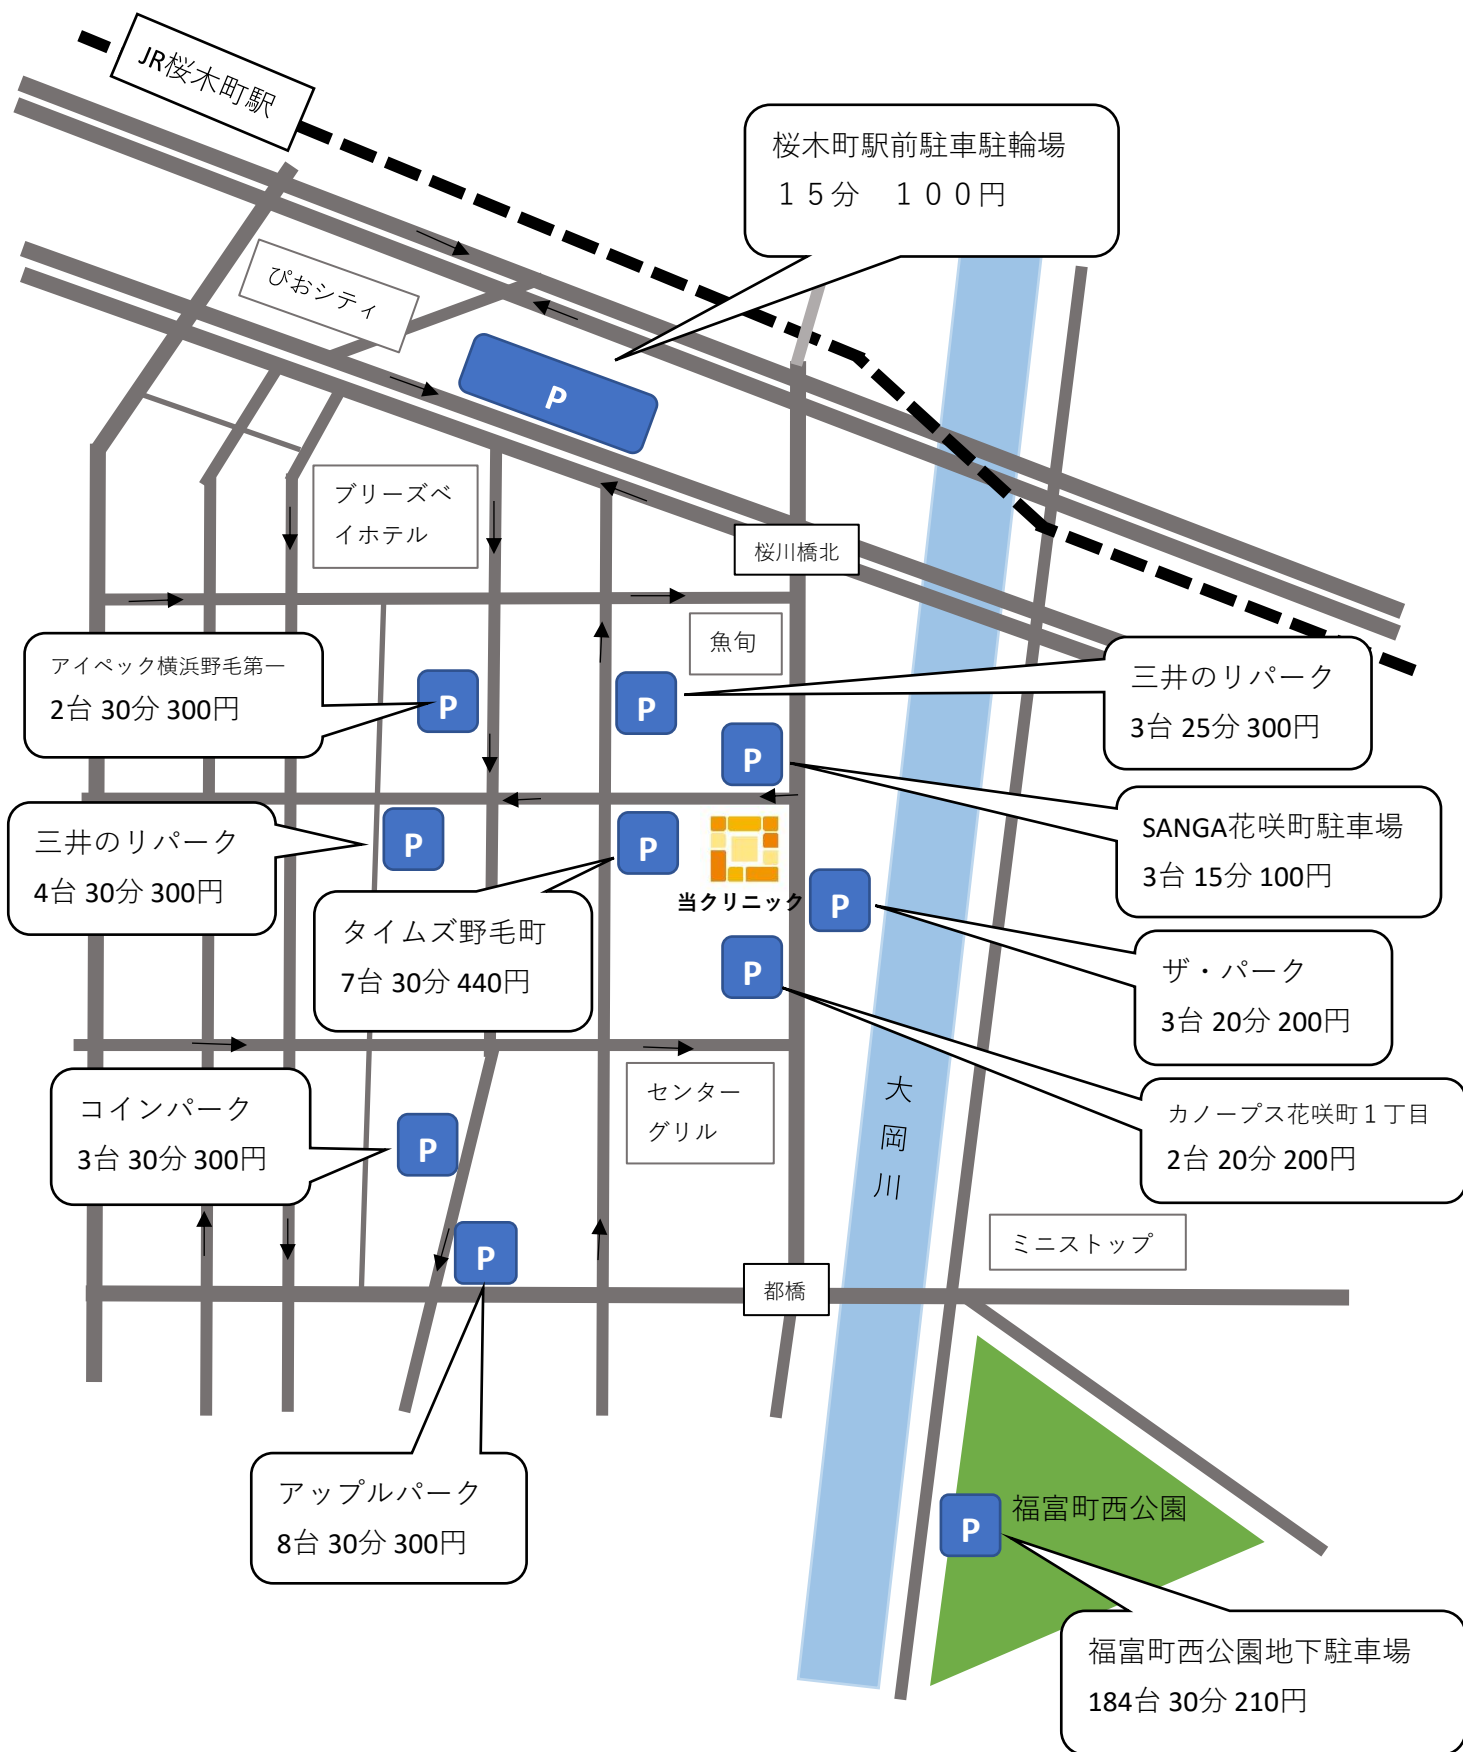 JR桜木町駅
桜木町駅前駐車駐輪場
１５分　１００円
ぴおシティ
P
ブリーズベ
イホテル
桜川橋北
魚旬
アイペック横浜野毛第一
2台 30分 300円
P
P
三井のリパーク
3台 25分 300円
P
三井のリパーク
4台 30分 300円
P
P
SANGA花咲町駐車場
3台 15分 100円
当クリニック
P
タイムズ野毛町
7台 30分 440円
P
ザ・パーク
3台 20分 200円
コインパーク
3台 30分 300円
P
センター
グリル
大岡川
カノープス花咲町１丁目
2台 20分 200円
ミニストップ
P
都橋
アップルパーク
8台 30分 300円
P
福富町西公園
福富町西公園地下駐車場
184台 30分 210円